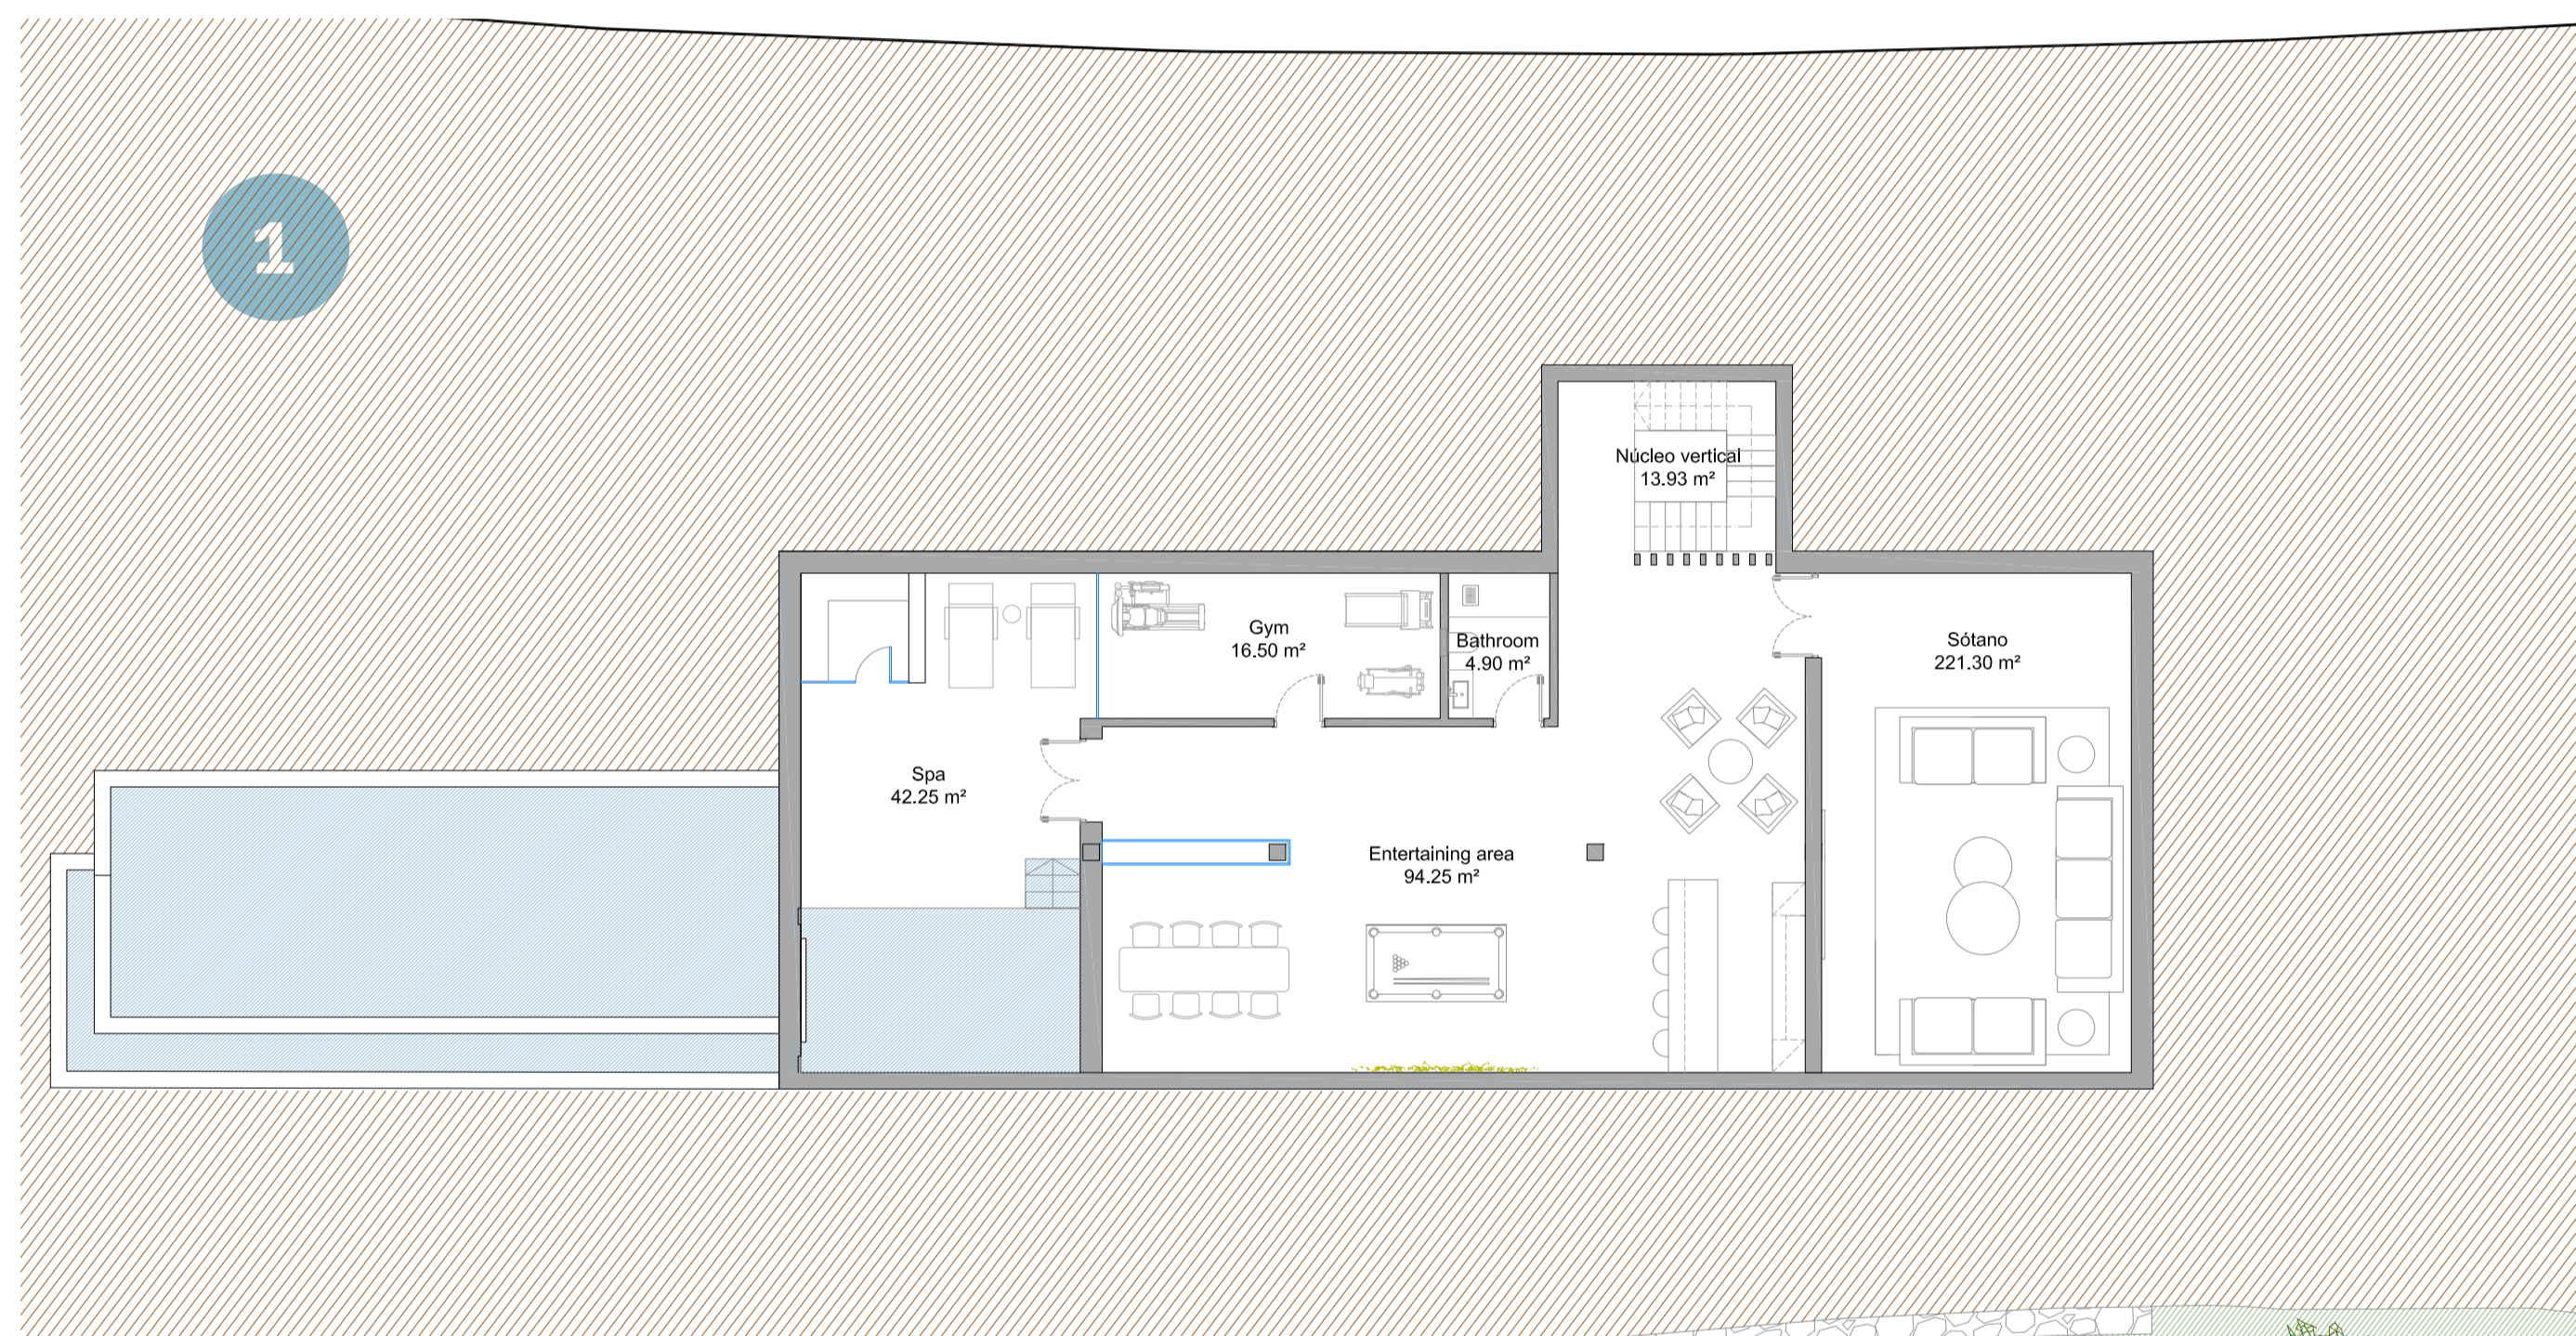 1
Núcleo vertical
13.93 m²
Gym
16.50 m²
Bathroom
4.90 m²
Sótano
221.30 m²
Spa
42.25 m²
Entertaining area
94.25 m²